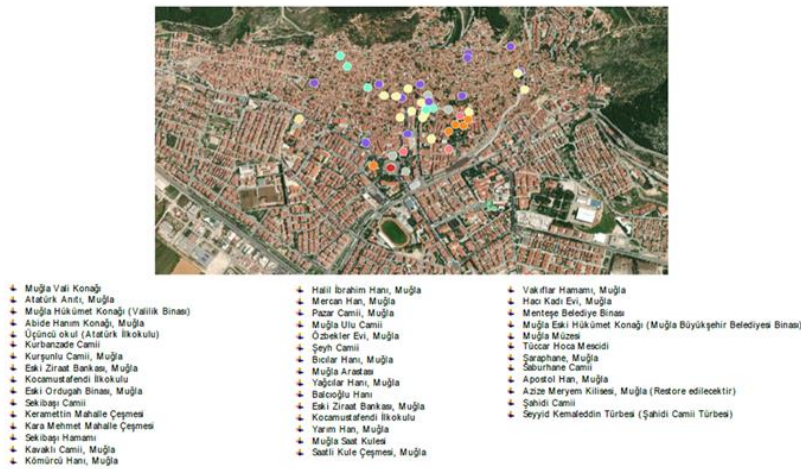 Muğla Vali Konağı
Atatürk Anıtı, Muğla
Muğla Hükümet Konağı (Valilik Binası)
Abide Hanım Konağı, Muğla
Üçüncü okul (Atatürk İlkokulu)
Kurbanzade Camii
Kurşunlu Camii, Muğla
Eski Ziraat Bankası, Muğla
Kocamustafendi İlkokulu
Eski Ordugah Binası, Muğla
Sekibaşı Camii
Keramettin Mahalle Çeşmesi
Kara Mehmet Mahalle Çeşmesi
Sekibaşı Hamamı
Kavaklı Camii, Muğla
Kömürcü Hanı, Muğla
Halil İbrahim Hanı, Muğla
Mercan Han, Muğla
Pazar Camii, Muğla
Muğla Ulu Camii
Özbekler Evi, Muğla
Şeyh Camii
Bıcılar Hanı, Muğla
Muğla Arastası
Yağcılar Hanı, Muğla
Balcıoğlu Hanı
Eski Ziraat Bankası, Muğla
Kocamustafendi İlkokulu
Yarım Han, Muğla
Muğla Saat Kulesi
Saatli Kule Çeşmesi, Muğla
Vakıflar Hamamı, Muğla
Hacı Kadı Evi, Muğla
Menteşe Belediye Binası
Muğla Eski Hükümet Konağı (Muğla Büyükşehir Belediyesi Binası)
Muğla Müzesi
Tüccar Hoca Mescidi
Şaraphane, Muğla
Saburhane Camii
Apostol Han, Muğla
Azize Meryem Kilisesi, Muğla (Restore edilecektir)
Şahidi Camii
Seyyid Kemaleddin Türbesi (Şahidi Camii Türbesi)